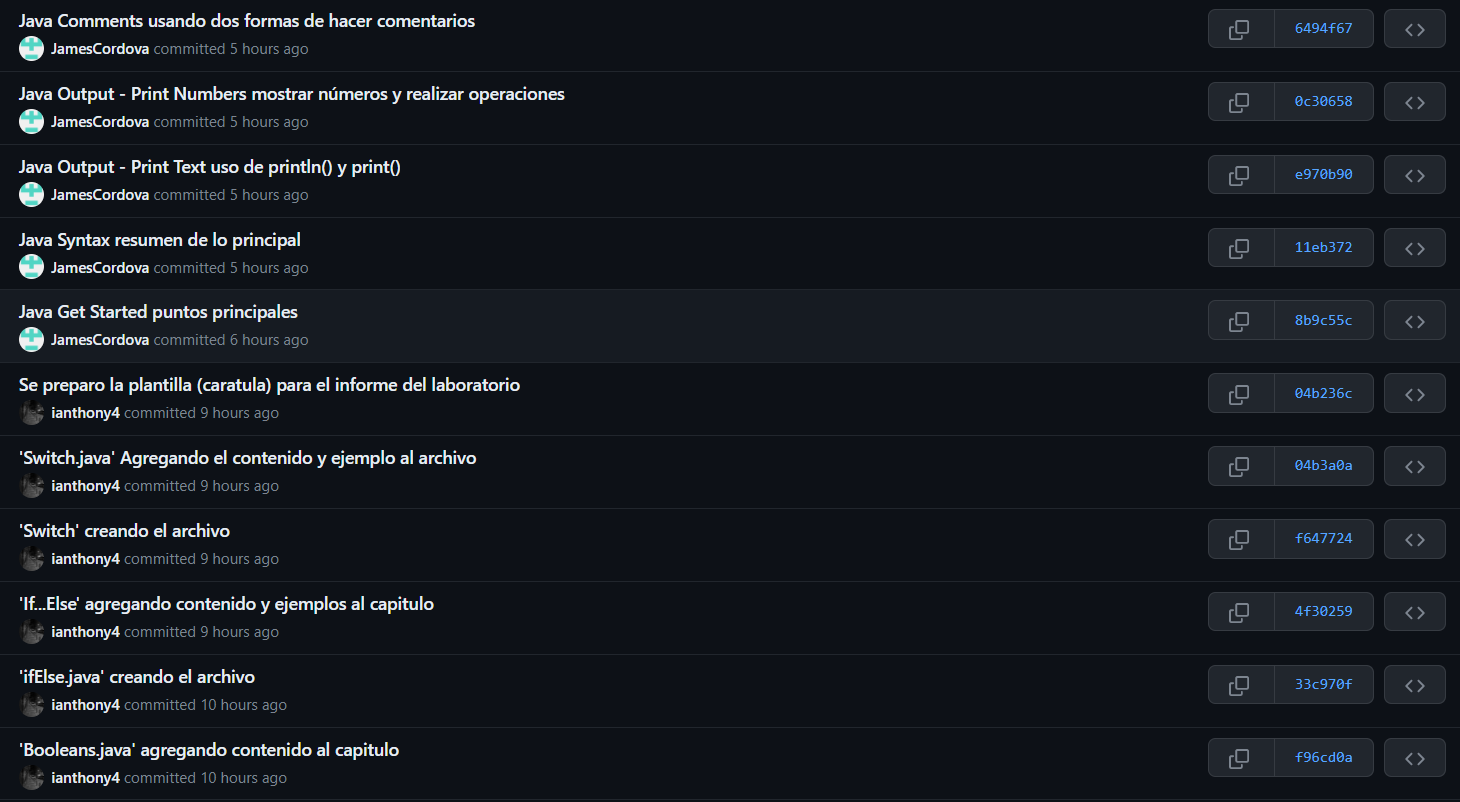 Java Comments usando dos formas de hacer comentarios
JamesCordova committed 5 hours ago
6494f67
Java Output - Print Numbers mostrar números y realizar operaciones
JamesCordova committed 5 hours ago
0c30658
Java Output - Print Text uso de println() y print()
JamesCordova committed 5 hours ago
e970b90
Java Syntax resumen de lo principal
JamesCordova committed 5 hours ago
11eb372
Java Get Started puntos principales
JamesCordova committed 6 hours ago
8b9c55c
Se preparo la plantilla (caratula) para el informe del laboratorio
ianthony4 committed 9 hours ago
04b236c
'Switch.java' Agregando el contenido y ejemplo al archivo
ianthony4 committed 9 hours ago
04b3a0a
'Switch' creando el archivo
ianthony4 committed 9 hours ago
f647724
'If...Else' agregando contenido y ejemplos al capitulo
ianthony4 committed 9 hours ago
4f30259
'ifElse.java' creando el archivo
ianthony4 committed 10 hours ago
33c970f
'Booleans.java' agregando contenido al capitulo
ianthony4 committed 10 hours ago
f96cd0a